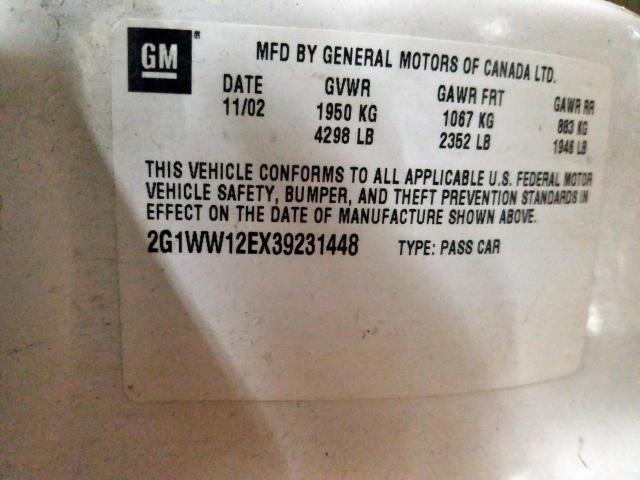 GM®
MFD BY GENERAL MOTORS OF CANADA LTD.
DATE GVWR GAWR FRT GAWR RR
11/02 1950 KG 1067 KG 883 KG
4298 LB 2352 LB 1946 LB
THIS VEHICLE CONFORMS TO ALL APPLICABLE U.S. FEDERAL MOTOR
VEHICLE SAFETY, BUMPER, AND THEFT PREVENTION STANDARDS IN
EFFECT ON THE DATE OF MANUFACTURE SHOWN ABOVE.
2G1WW12EX39231448 TYPE: PASS CAR